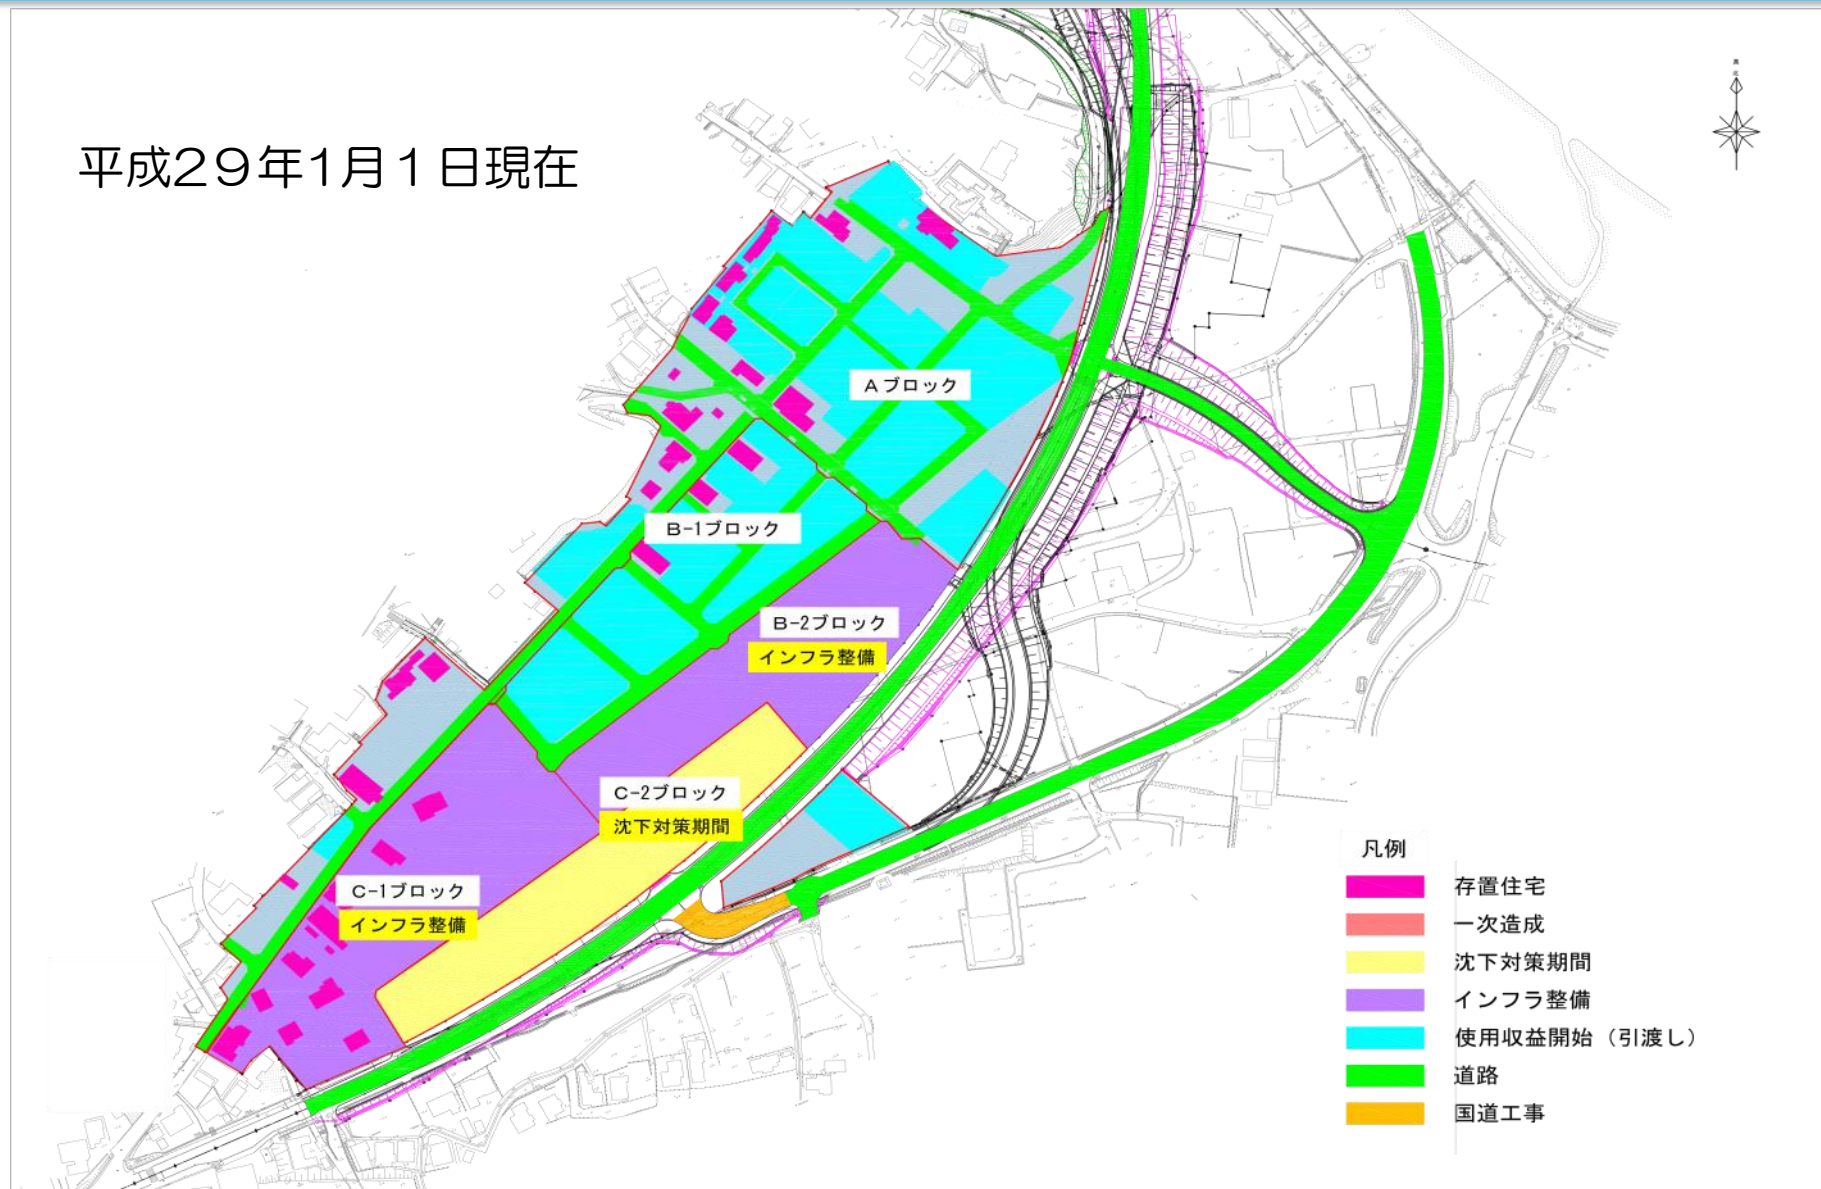 平成29年1月1日現在
Aブロック
B-1ブロック
B-2ブロック
インフラ整備
C-2ブロック
沈下対策期間
C-1ブロック
インフラ整備
凡例
存置住宅
一次造成
沈下対策期間
インフラ整備
使用収益開始（引渡し）
道路
国道工事